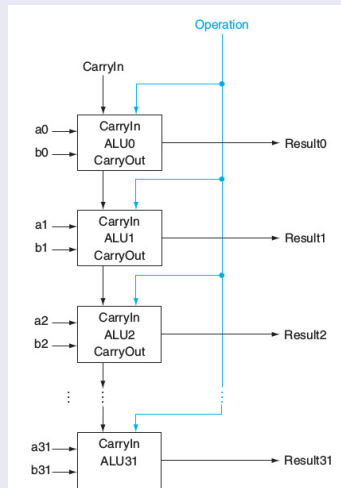 Operation
CarryIn
a0
b0
CarryIn
ALU0
CarryOut
Result0
a1
b1
CarryIn
ALU1
CarryOut
Result1
a2
b2
CarryIn
ALU2
CarryOut
Result2
a31
b31
CarryIn
ALU31
Result31